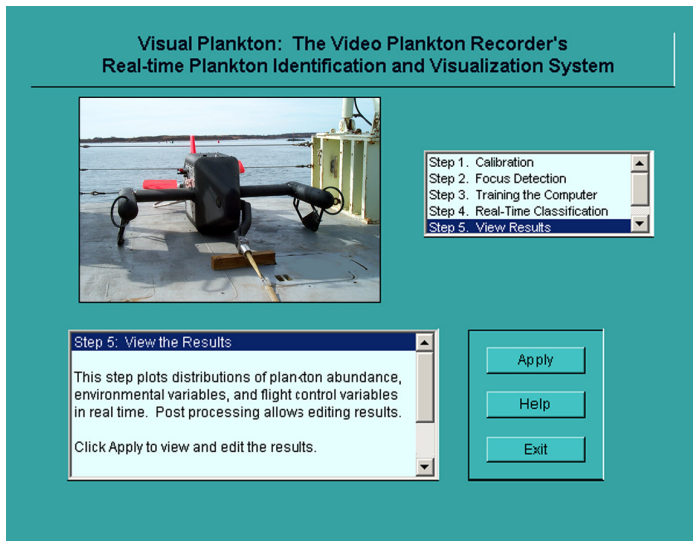 Visual Plankton: The Video Plankton Recorder's
Real-time Plankton Identification and Visualization System
Step 1. Calibration
Step 2. Focus Detection
Step 3. Training the Computer
Step 4. Real-Time Classification
Step 5. View Results
Step 5: View the Results
This step plots distributions of plankton abundance,
environmental variables, and flight control variables
in real time. Post processing allows editing results.
Click Apply to view and edit the results.
Apply
Help
Exit